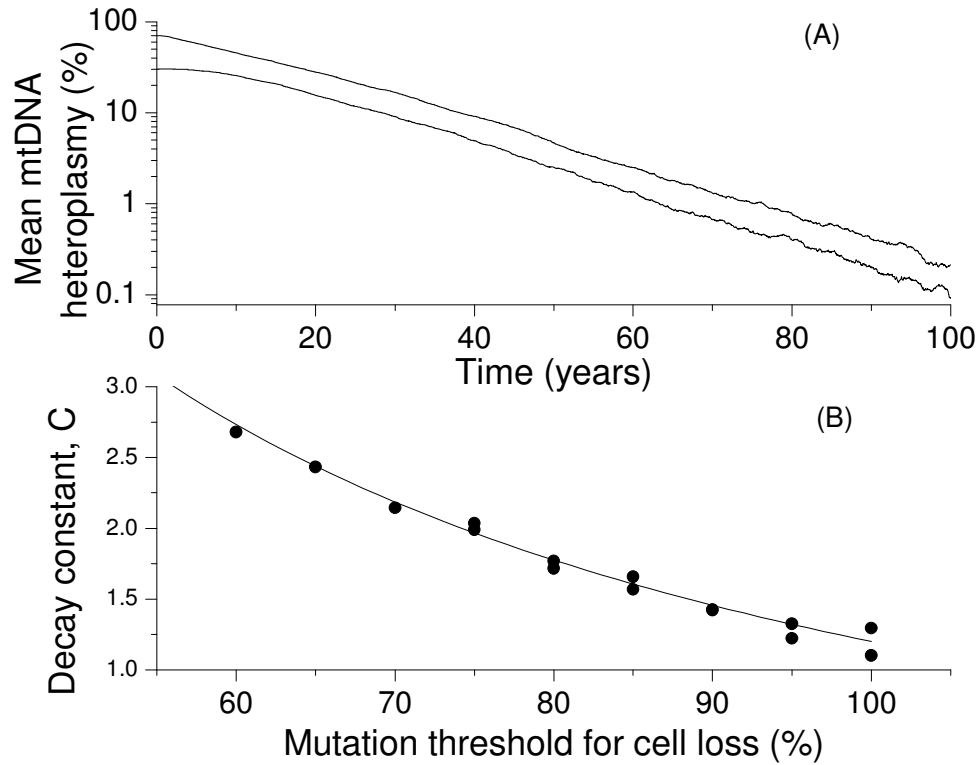 (A)
Mean mtDNA
heteroplasmy (%)
100
10
1
0.1
0 20 40 60 80 100
Time (years)
(B)
Decay constant, C
3.0
2.5
2.0
1.5
1.0
60 70 80 90 100
Mutation threshold for cell loss (%)